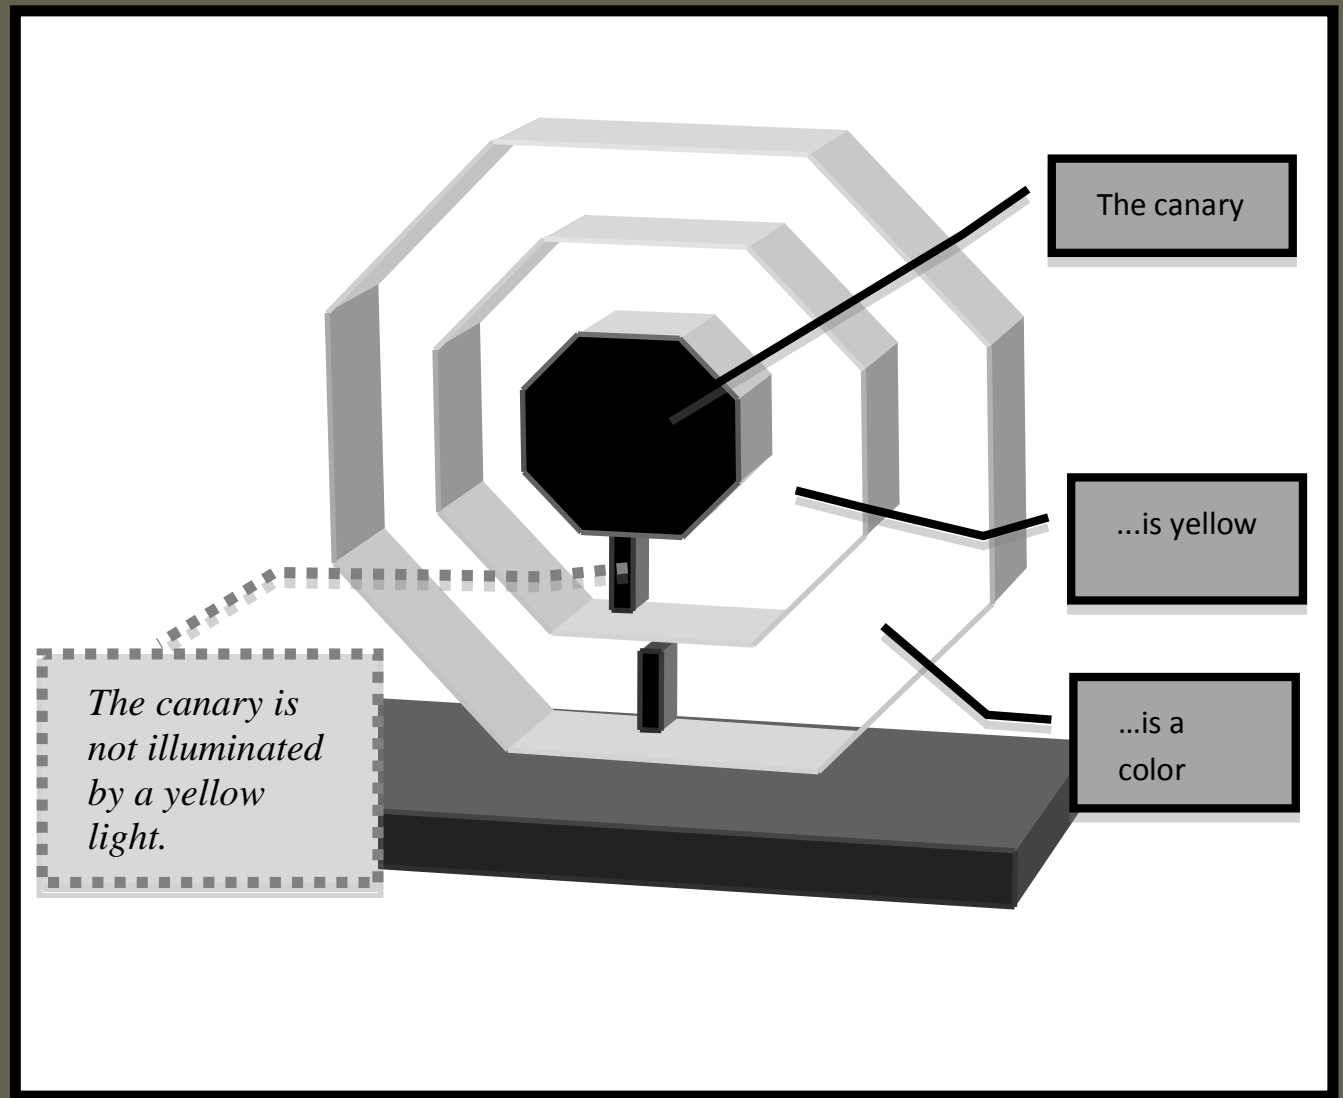 The canary
...is yellow
...is a
color
The canary is
not illuminated
by a yellow
light.